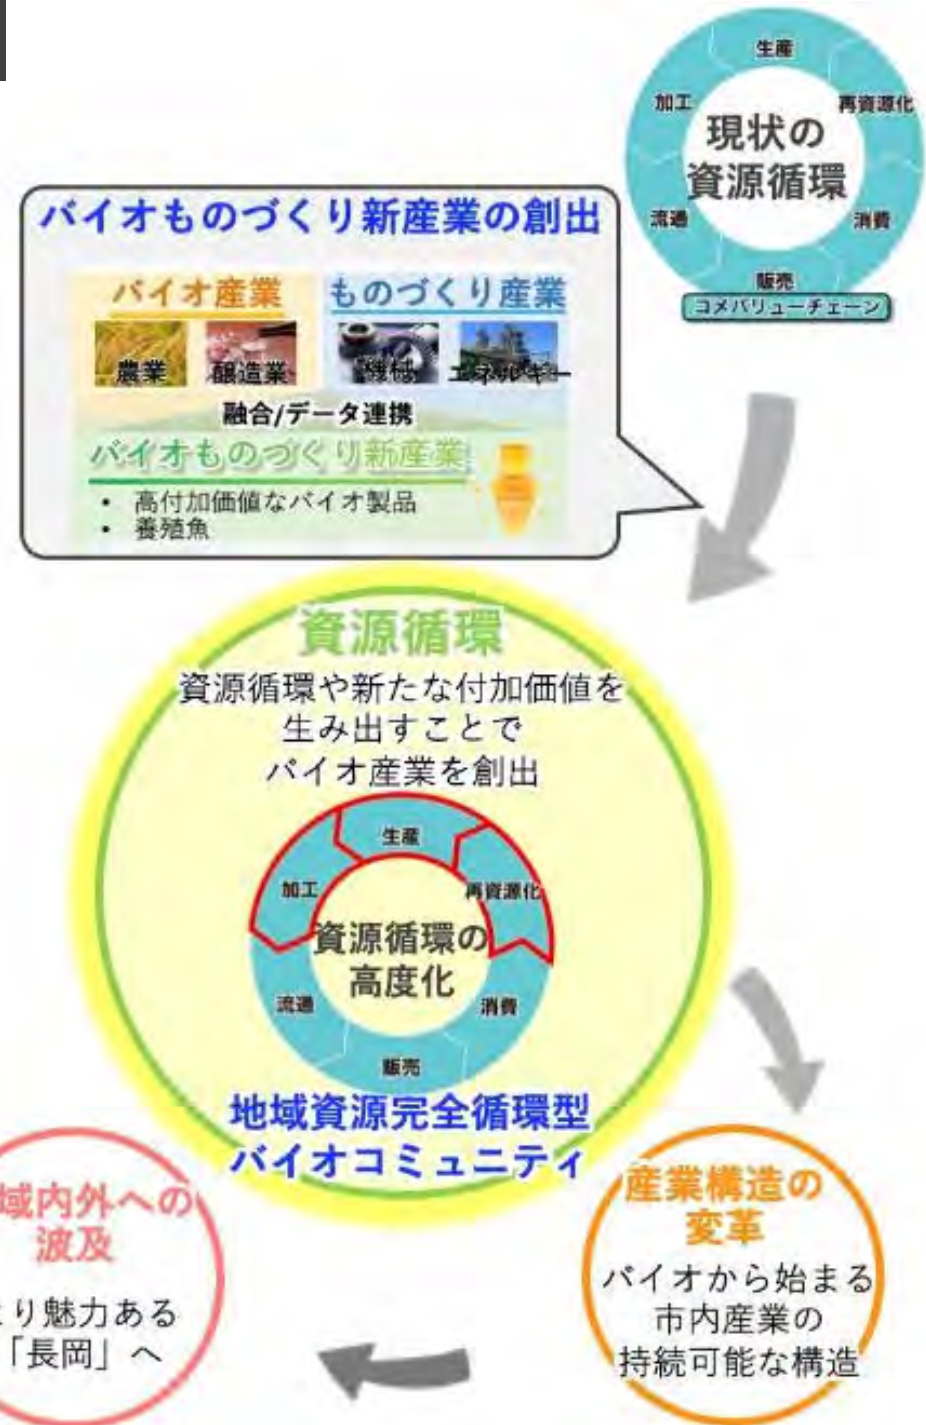 生産
加工
再資源化
現状の
資源循環
流通
消費
販売
コメバリューチェーン
バイオものづくり新産業の創出
バイオ産業
ものづくり産業
農業
醸造業
機械
エネルギー
融合/データ連携
バイオものづくり新産業
• 高付加価値なバイオ製品
• 養殖魚
資源循環
資源循環や新たな付加価値を
生み出すことで
バイオ産業を創出
生産
加工
再資源化
資源循環の
高度化
流通
消費
販売
地域資源完全循環型
バイオコミュニティ
産業構造の
変革
バイオから始まる
市内産業の
持続可能な構造
域内外への
波及
り魅力ある
「長岡」へ